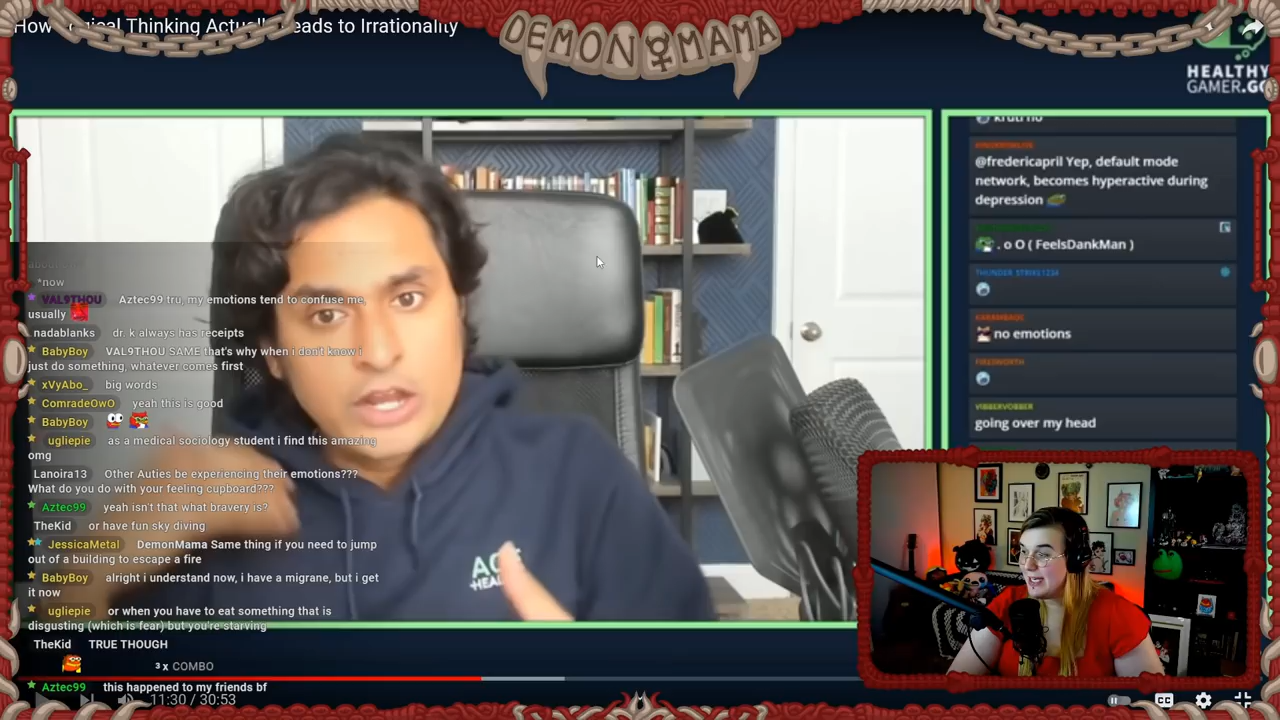 How Logical Thinking Actually Leads to Irrationality
DEMON MAMA
HEALTHY
GAMER.GG
@fredericapril Yep, default mode
network, becomes hyperactive during
depression
. o O ( FeelsDankMan )
THUNDER_STRIKE1234
no emotions
VIBBERVOBBER
going over my head
*now
VAL9THOU Aztec99 tru, my emotions tend to confuse me,
usually
nadablanks dr. k always has receipts
BabyBoy VAL9THOU SAME that's why when i don't know i
just do something, whatever comes first
xVyAbo_ big words
ComradeOwO yeah this is good
BabyBoy
ugliepie as a medical sociology student i find this amazing
omg
Lanoira13 Other Auties be experiencing their emotions???
What do you do with your feeling cupboard???
Aztec99 yeah isn't that what bravery is?
TheKid or have fun sky diving
JessicaMetal DemonMama Same thing if you need to jump
out of a building to escape a fire
BabyBoy alright i understand now, i have a migrane, but i get
it now
ugliepie or when you have to eat something that is
disgusting (which is fear) but you're starving
TheKid TRUE THOUGH
3 x COMBO
Aztec99 this happened to my friends bf
11:30 / 30:53
CC